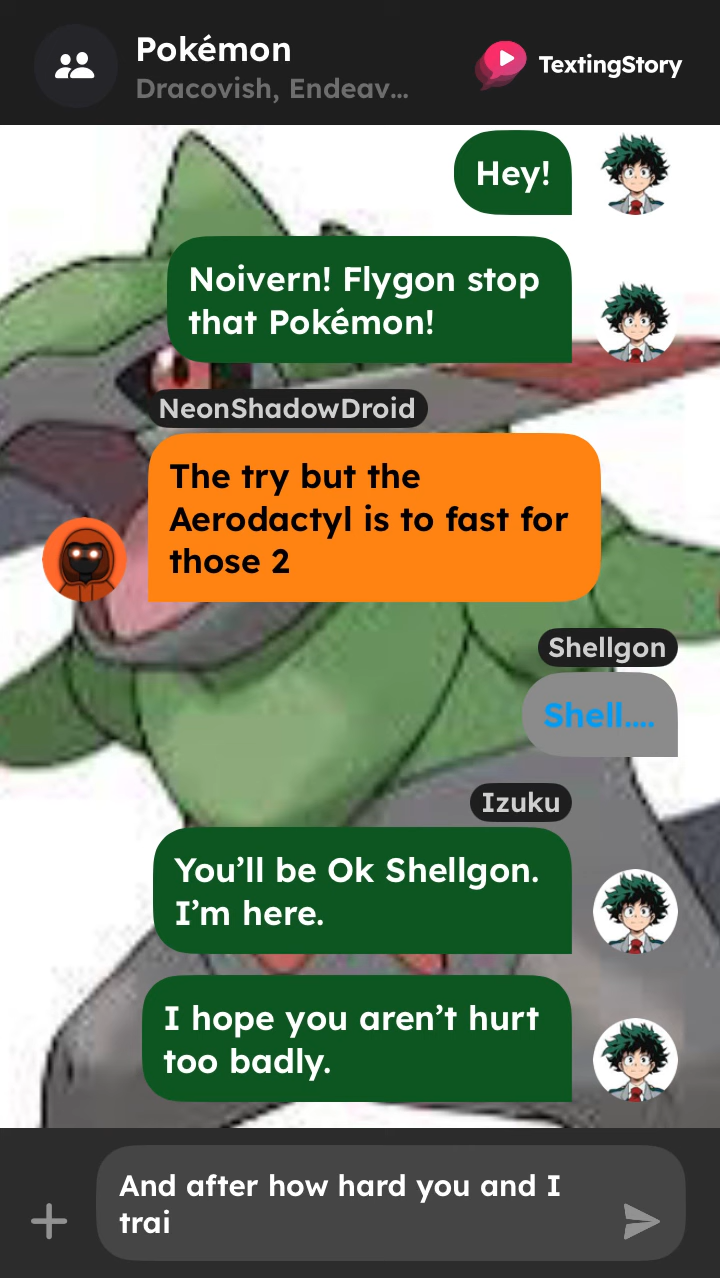 Pokémon
Dracovish, Endeav...
TextingStory
Hey!
Noivern! Flygon stop
that Pokémon!
NeonShadowDroid
The try but the
Aerodactyl is to fast for
those 2
Shellgon
Shell....
Izuku
You’ll be Ok Shellgon.
I’m here.
I hope you aren’t hurt
too badly.
And after how hard you and I
trai